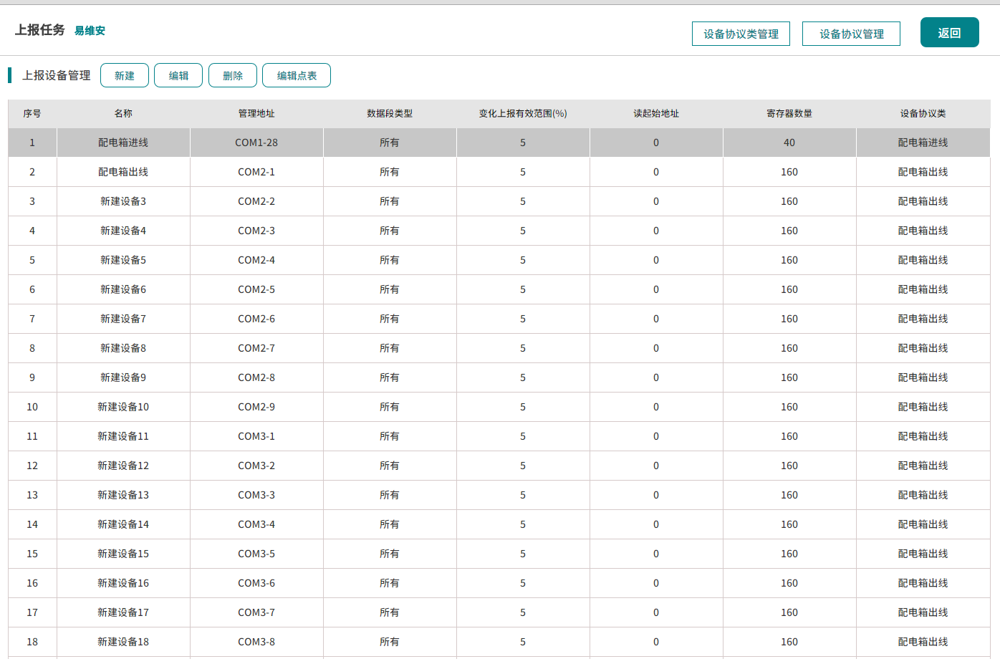 上报任务 易维安 设备协议类管理 设备协议管理 返回
上报设备管理 新建 编辑 删除 编辑点表
序号 名称 管理地址 数据段类型 变化上报有效范围(%) 读起始地址 寄存器数量 设备协议类
1 配电箱进线 COM1-28 所有 5 0 40 配电箱进线
2 配电箱出线 COM2-1 所有 5 0 160 配电箱出线
3 新建设备3 COM2-2 所有 5 0 160 配电箱出线
4 新建设备4 COM2-3 所有 5 0 160 配电箱出线
5 新建设备5 COM2-4 所有 5 0 160 配电箱出线
6 新建设备6 COM2-5 所有 5 0 160 配电箱出线
7 新建设备7 COM2-6 所有 5 0 160 配电箱出线
8 新建设备8 COM2-7 所有 5 0 160 配电箱出线
9 新建设备9 COM2-8 所有 5 0 160 配电箱出线
10 新建设备10 COM2-9 所有 5 0 160 配电箱出线
11 新建设备11 COM3-1 所有 5 0 160 配电箱出线
12 新建设备12 COM3-2 所有 5 0 160 配电箱出线
13 新建设备13 COM3-3 所有 5 0 160 配电箱出线
14 新建设备14 COM3-4 所有 5 0 160 配电箱出线
15 新建设备15 COM3-5 所有 5 0 160 配电箱出线
16 新建设备16 COM3-6 所有 5 0 160 配电箱出线
17 新建设备17 COM3-7 所有 5 0 160 配电箱出线
18 新建设备18 COM3-8 所有 5 0 160 配电箱出线